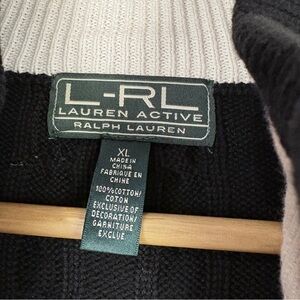 L-RL
LAUREN ACTIVE
RALPH LAUREN
XL
MADE IN
CHINA
FABRIQUE EN
CHINE
100%COTTON/
COTON
EXCLUSIVE OF
DECORATION/
GARNITURE
EXCLUE